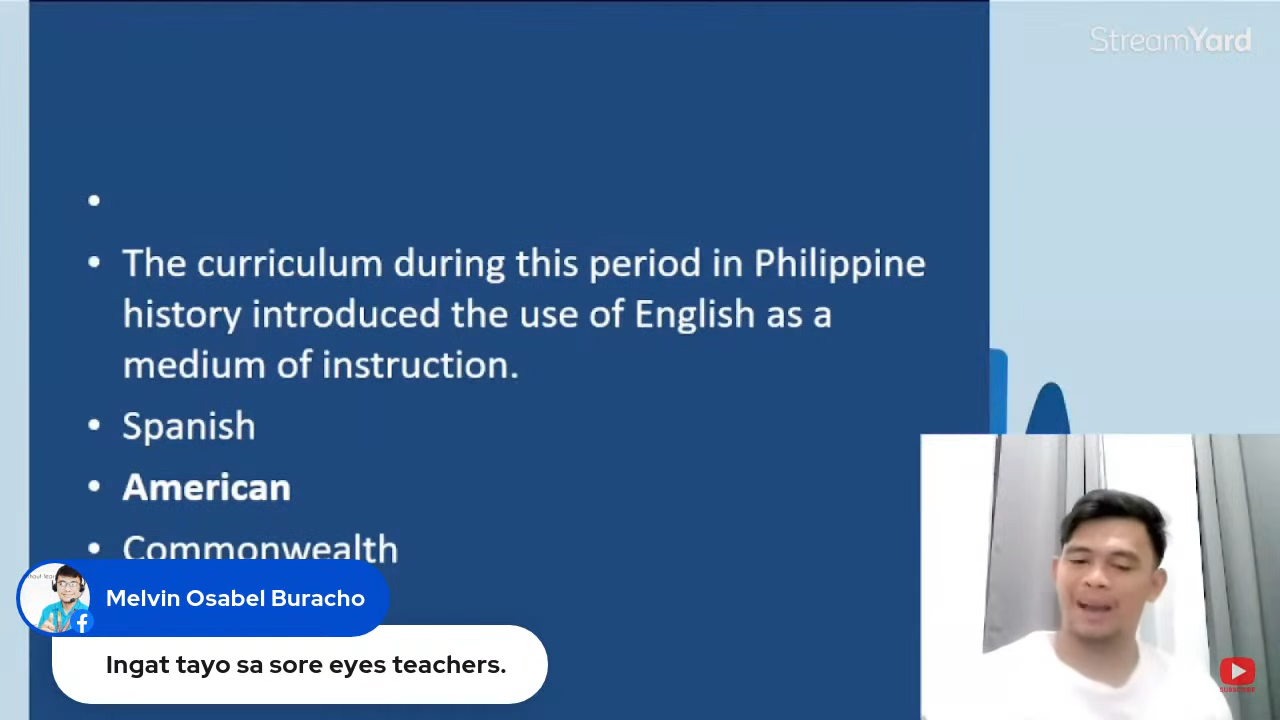 StreamYard
The curriculum during this period in Philippine
history introduced the use of English as a
medium of instruction.
Spanish
American
Commonwealth
Melvin Osabel Buracho
Ingat tayo sa sore eyes teachers.
SUBSCRIBE